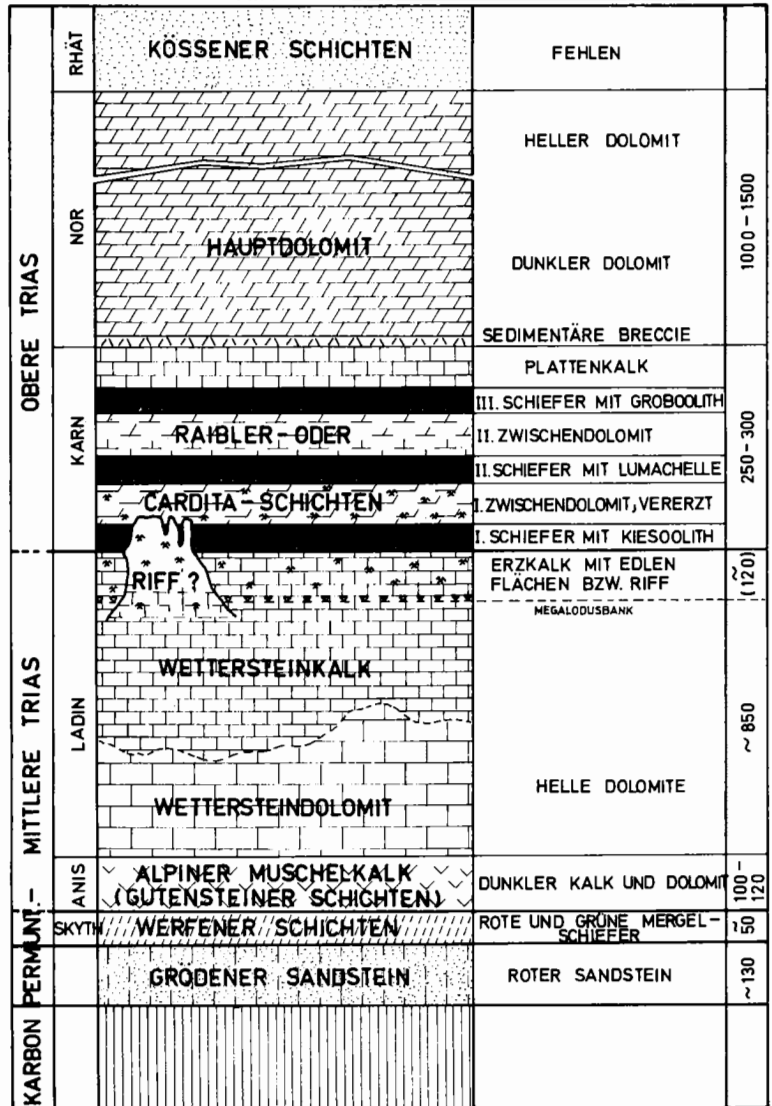 OBERE TRIAS
RHÄT
KÖSSENER SCHICHTEN
FEHLEN
NOR
HELLER DOLOMIT
HAUPTDOLOMIT
DUNKLER DOLOMIT
1000-1500
SEDIMENTÄRE BRECCIE
KARN
PLATTENKALK
III. SCHIEFER MIT GROBOOLITH
RAIBLER-ODER
II. ZWISCHENDOLOMIT
II. SCHIEFER MIT LUMACHELLE
CARDITA-SCHICHTEN
I. ZWISCHENDOLOMIT, VERERZT
I. SCHIEFER MIT KIESOOLITH
250-300
MITTLERE TRIAS
LADIN
RIFF ?
ERZKALK MIT EDLEN
FLÄCHEN BZW. RIFF
(~120)
MEGALODUSBANK
WETTERSTEINKALK
~850
WETTERSTEINDOLOMIT
HELLE DOLOMITE
ANIS
ALPINER MUSCHELKALK
(GUTENSTEINER SCHICHTEN)
DUNKLER KALK UND DOLOMIT
100-
120
UNT.-
SKYTH
WERFENER SCHICHTEN
ROTE UND GRÜNE MERGEL-
SCHIEFER
~50
PERM
GRÖDENER SANDSTEIN
ROTER SANDSTEIN
~130
KARBON